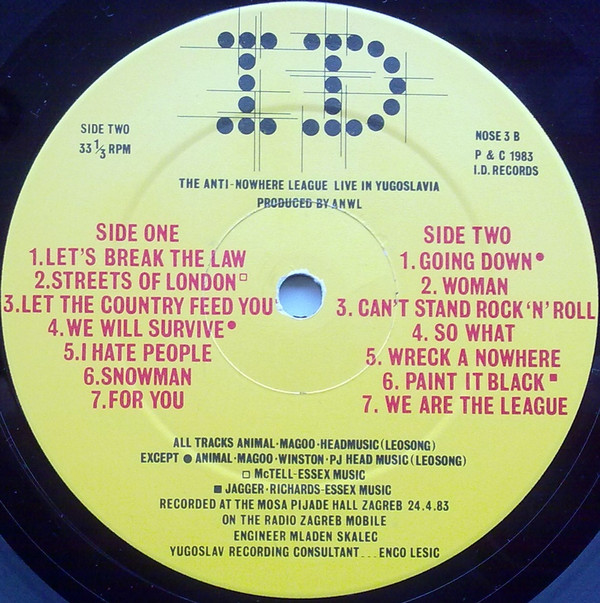 ID
SIDE TWO
33 1/3 RPM
NOSE 3 B
P & C 1983
I.D. RECORDS
THE ANTI-NOWHERE LEAGUE LIVE IN YUGOSLAVIA
PRODUCED BY ANWL
SIDE ONE
1.LET'S BREAK THE LAW
2.STREETS OF LONDON□
3.LET THE COUNTRY FEED YOU
4.WE WILL SURVIVE●
5.I HATE PEOPLE
6.SNOWMAN
7.FOR YOU
SIDE TWO
1. GOING DOWN●
2. WOMAN
3. CAN'T STAND ROCK 'N' ROLL
4. SO WHAT
5. WRECK A NOWHERE
6. PAINT IT BLACK■
7. WE ARE THE LEAGUE
ALL TRACKS ANIMAL·MAGOO·HEADMUSIC (LEOSONG)
EXCEPT ● ANIMAL·MAGOO·WINSTON·PJ HEAD MUSIC (LEOSONG)
□ McTELL-ESSEX MUSIC
■ JAGGER·RICHARDS·ESSEX MUSIC
RECORDED AT THE MOSA PIJADE HALL ZAGREB 24.4.83
ON THE RADIO ZAGREB MOBILE
ENGINEER MLADEN SKALEC
YUGOSLAV RECORDING CONSULTANT...ENCO LESIC